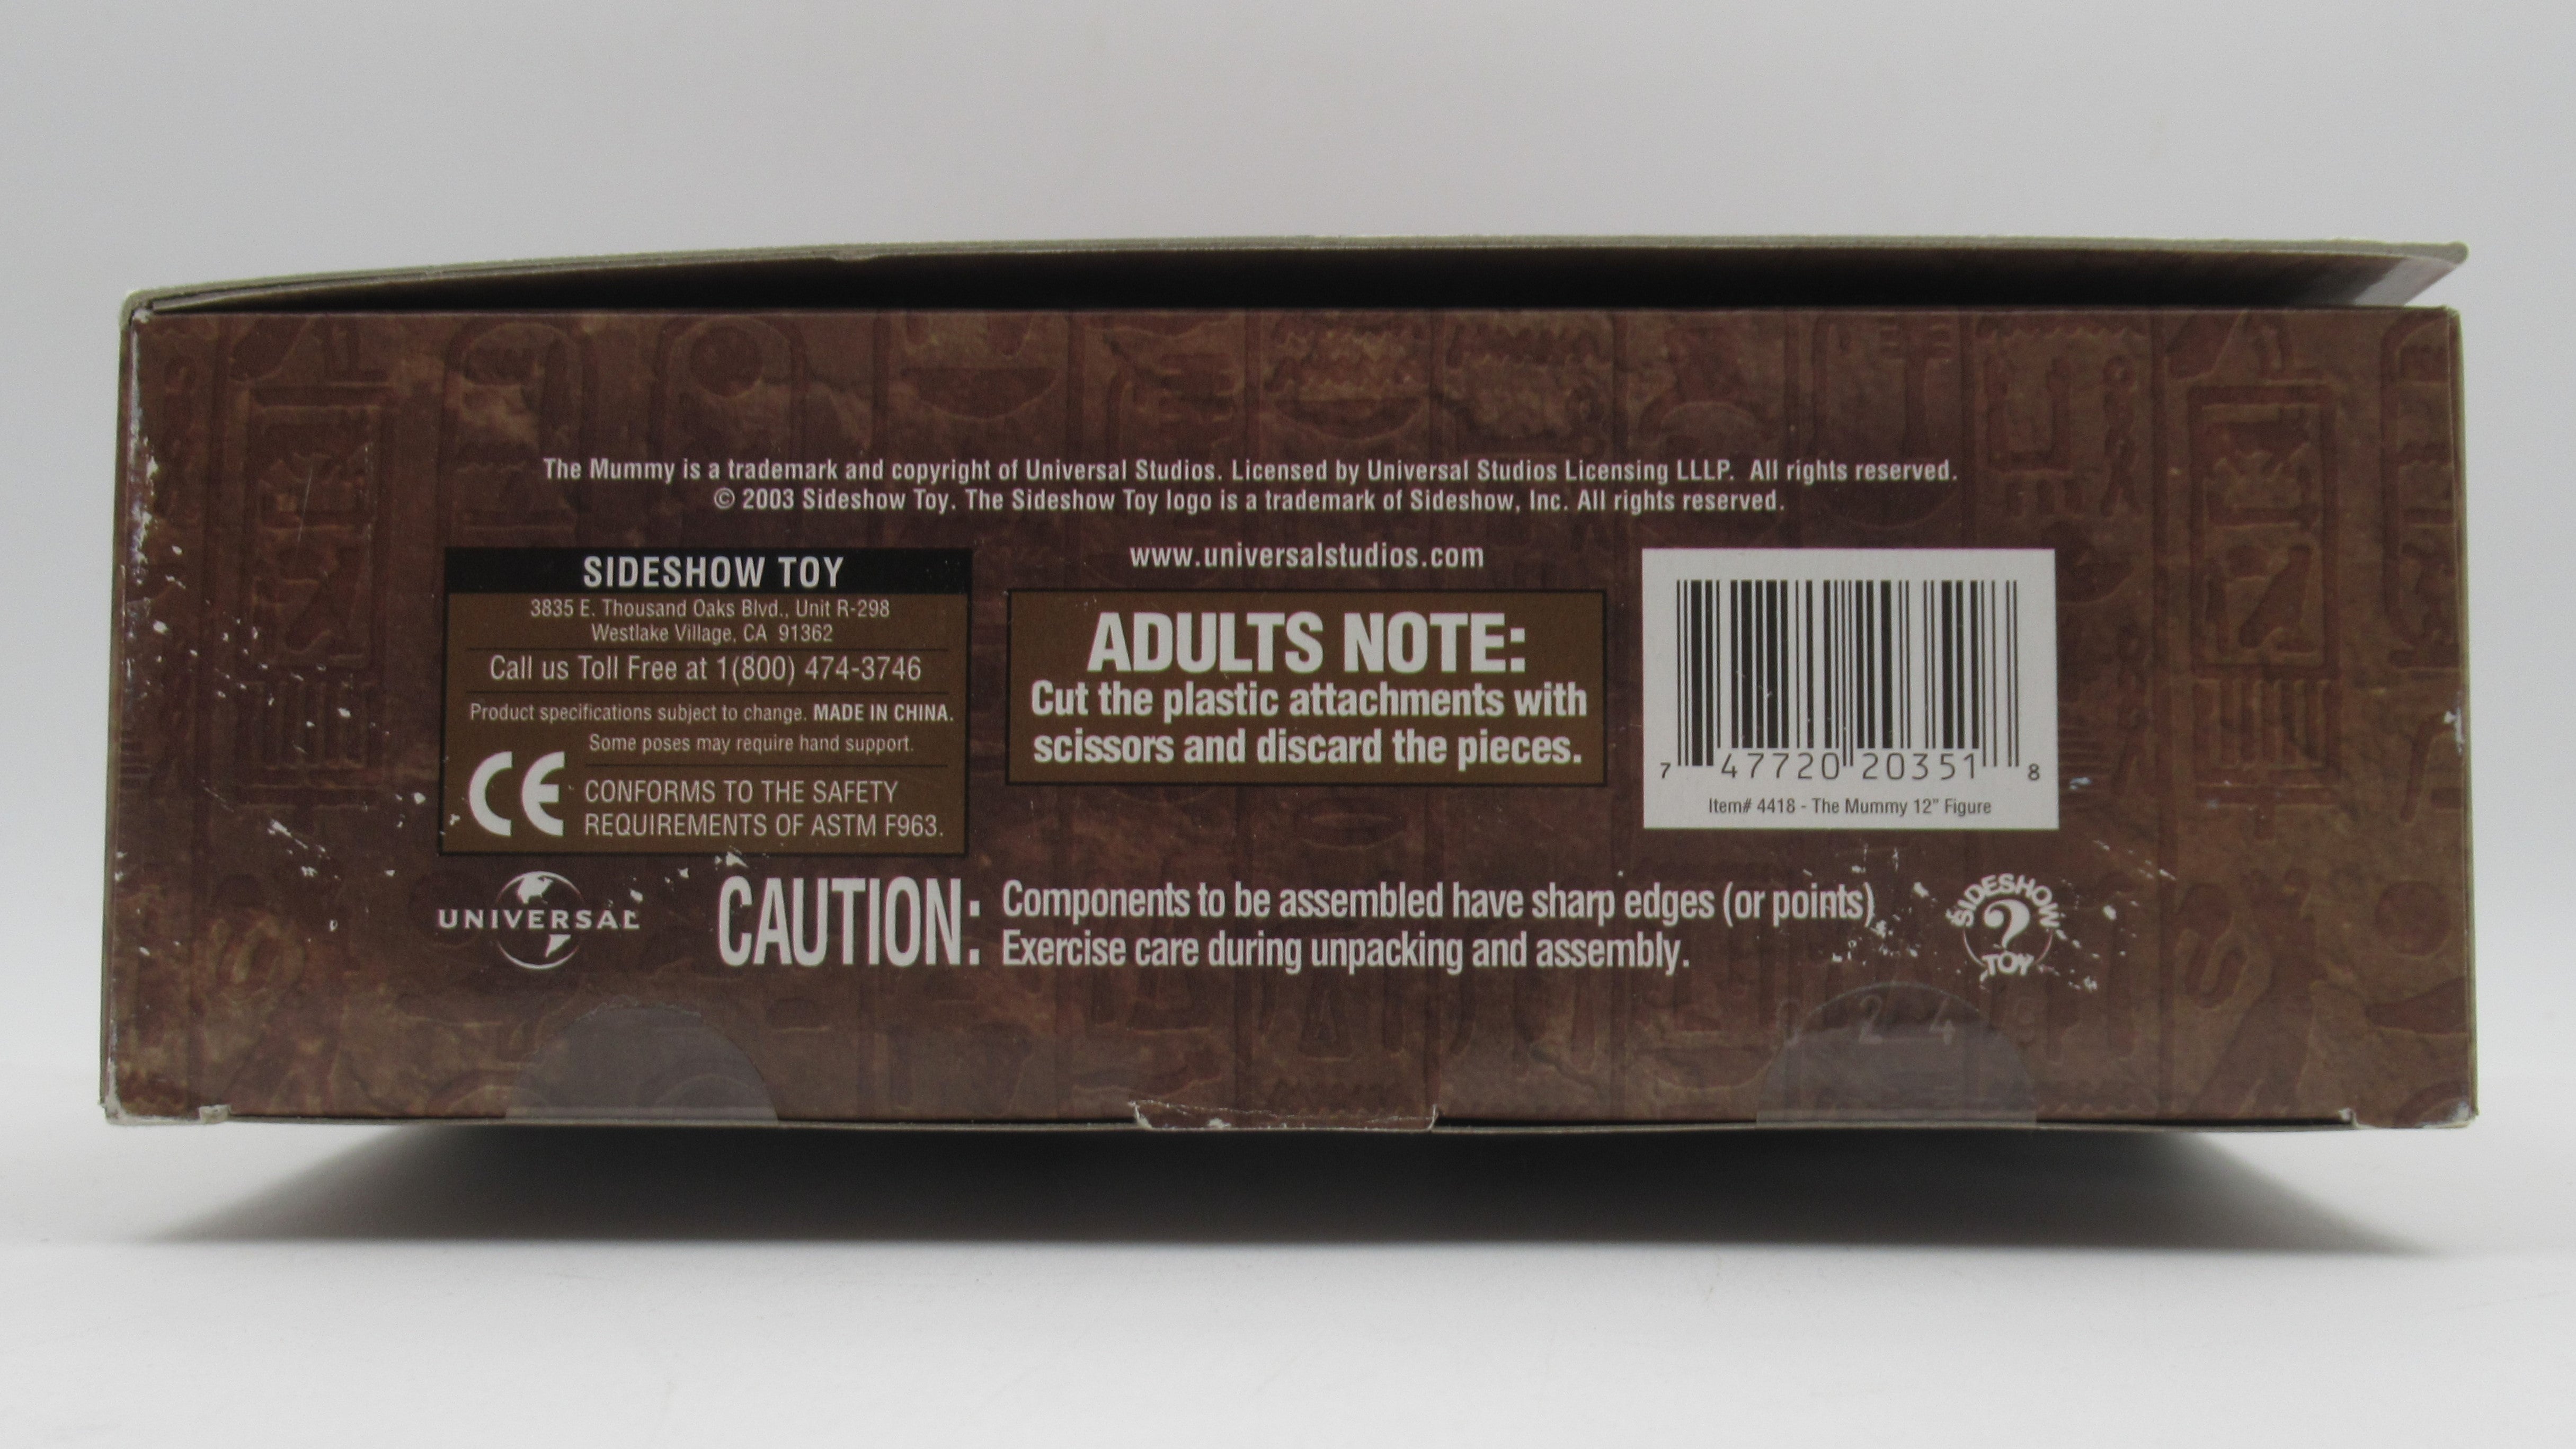 The Mummy is a trademark and copyright of Universal Studios. Licensed by Universal Studios Licensing LLLP. All rights reserved.
© 2003 Sideshow Toy. The Sideshow Toy logo is a trademark of Sideshow, Inc. All rights reserved.
SIDESHOW TOY
3835 E. Thousand Oaks Blvd., Unit R-298
Westlake Village, CA 91362
Call us Toll Free at 1(800) 474-3746
Product specifications subject to change. MADE IN CHINA.
Some poses may require hand support.
CE
CONFORMS TO THE SAFETY
REQUIREMENTS OF ASTM F963.
www.universalstudios.com
ADULTS NOTE:
Cut the plastic attachments with
scissors and discard the pieces.
7 47720 20351 8
Item# 4418 - The Mummy 12" Figure
UNIVERSAL
CAUTION: Components to be assembled have sharp edges (or points)
Exercise care during unpacking and assembly.
SIDESHOW
?
TOY